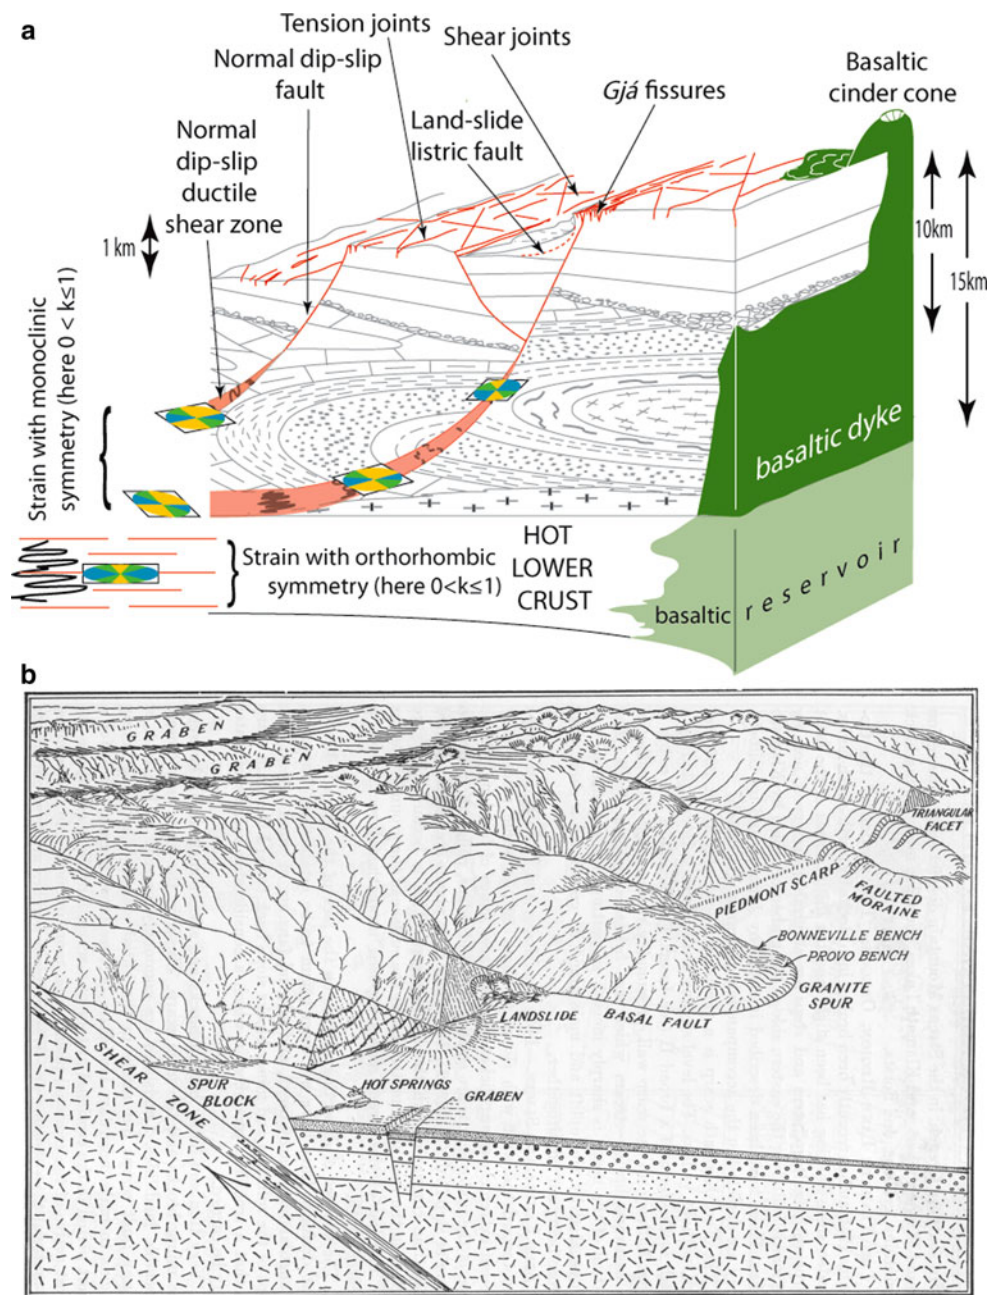 a
Tension joints
Normal dip-slip
fault
Shear joints
Basaltic
cinder cone
Gjá fissures
Normal
dip-slip
ductile
shear zone
Land-slide
listric fault
1 km
10km
15km
Strain with monoclinic
symmetry (here 0 < k≤1)
basaltic dyke
Strain with orthorhombic
symmetry (here 0<k≤1)
HOT
LOWER
CRUST
basaltic
reservoir
b
GRABEN
GRABEN
TRIANGULAR
FACET
PIEDMONT SCARP
FAULTED
MORAINE
BONNEVILLE BENCH
PROVO BENCH
GRANITE
SPUR
LANDSLIDE
BASAL FAULT
SHEAR
ZONE
SPUR
BLOCK
HOT SPRINGS
GRABEN